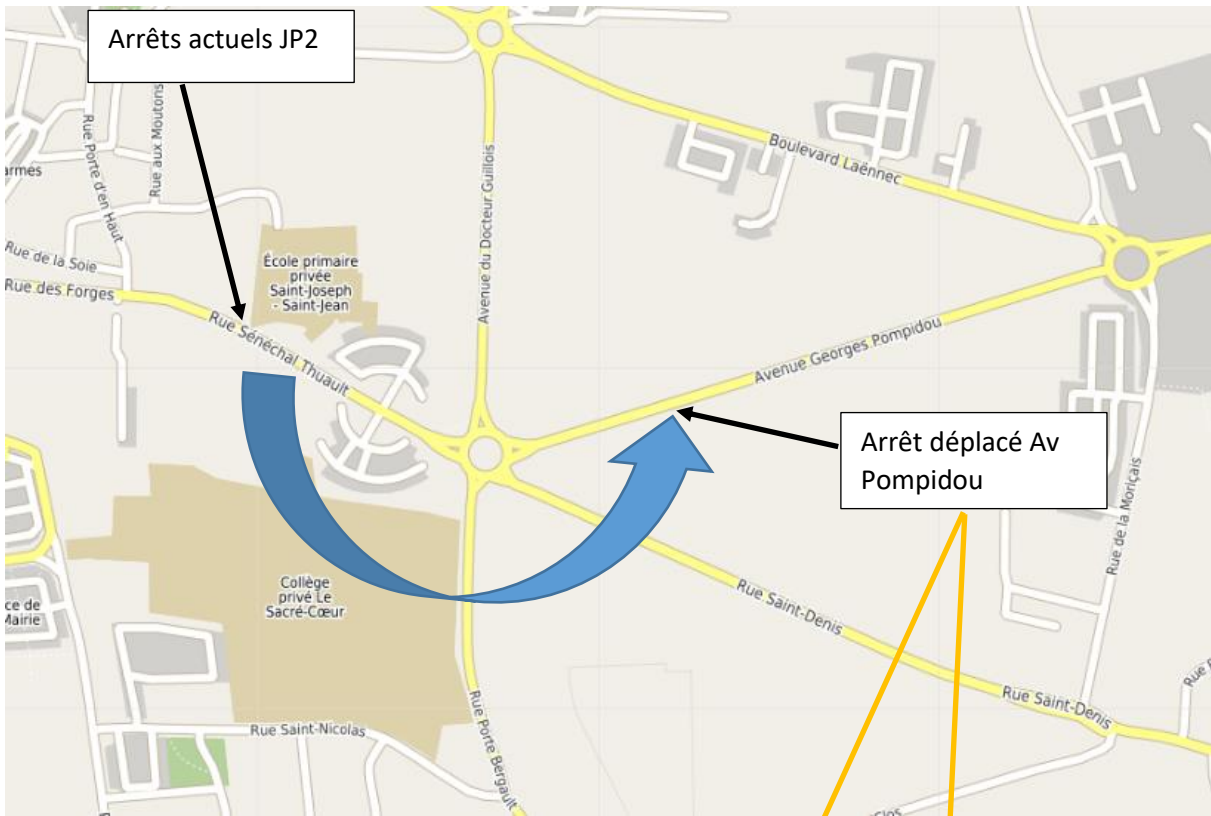 Arrêts actuels JP2
Rue Porte d'en Haut
Rue aux Moutons
armes
Rue de la Soie
Rue des Forges
École primaire
privée
Saint-Joseph
- Saint-Jean
Rue Sénéchal Thuault
Avenue du Docteur Guillois
Boulevard Laënnec
Avenue Georges Pompidou
Arrêt déplacé Av
Pompidou
Rue de la Moriçais
Collège
privé Le
Sacré-Cœur
ce de
Mairie
Rue Saint-Denis
Rue Saint-Denis
Rue Saint-Nicolas
Rue Porte Bergault
Rue
Clos